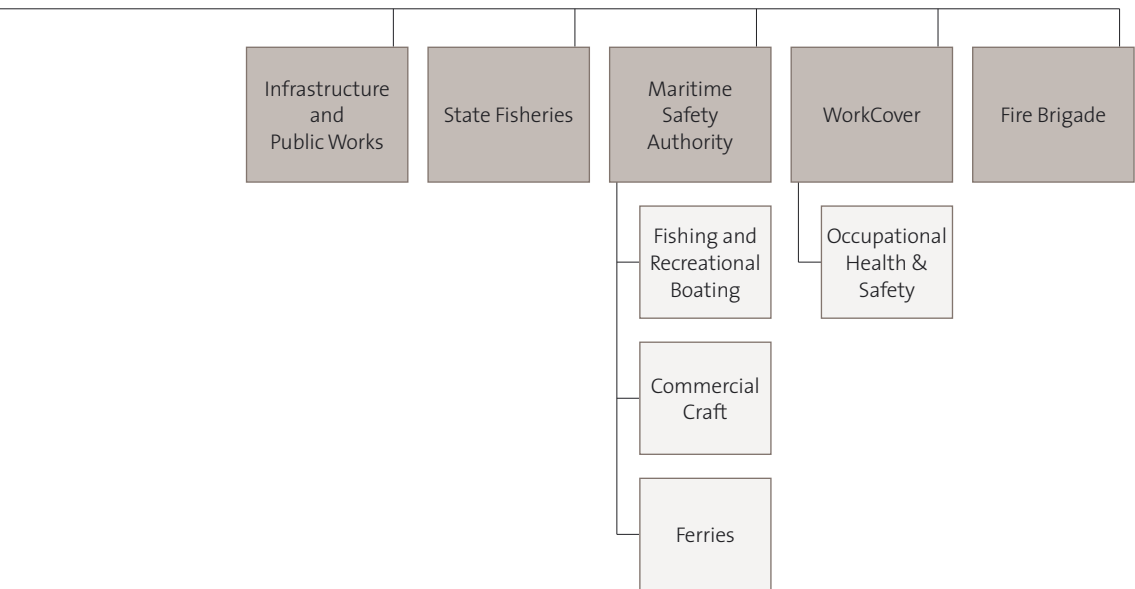 Infrastructure
and
Public Works
State Fisheries
Maritime
Safety
Authority
WorkCover
Fire Brigade
Fishing and
Recreational
Boating
Occupational
Health &
Safety
Commercial
Craft
Ferries